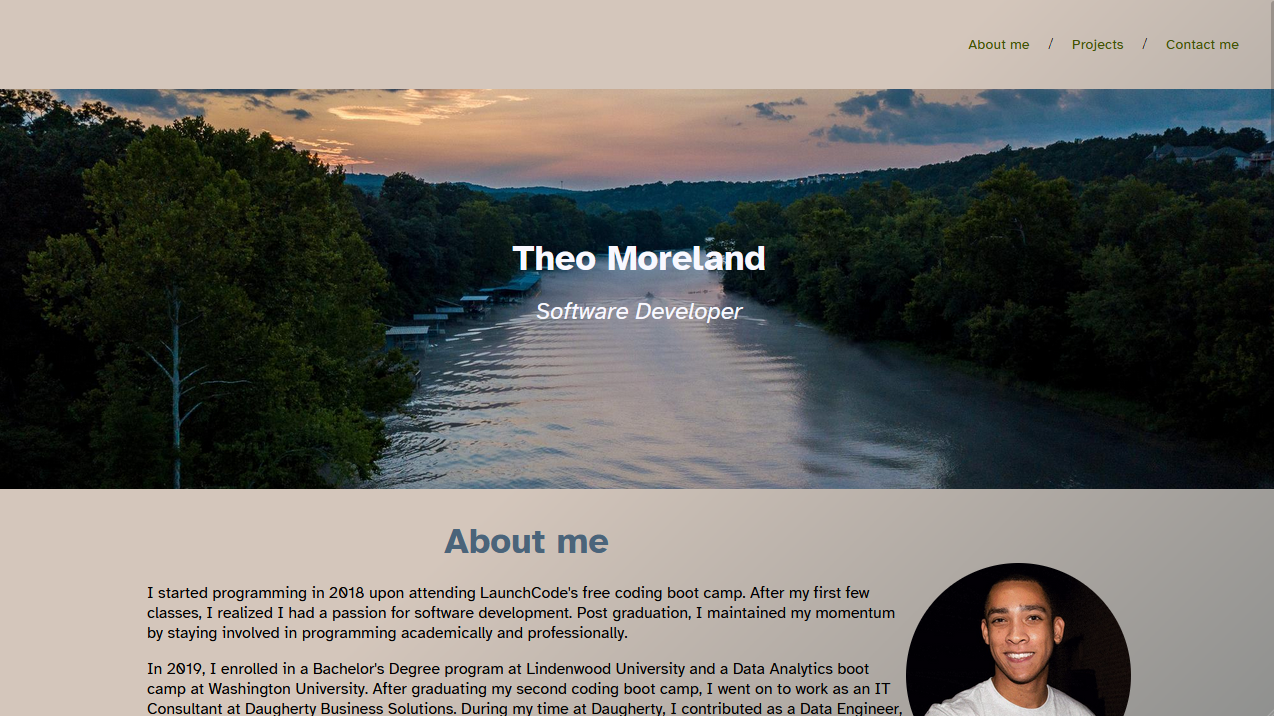 About me / Projects / Contact me
Theo Moreland
Software Developer
About me
I started programming in 2018 upon attending LaunchCode's free coding boot camp. After my first few
classes, I realized I had a passion for software development. Post graduation, I maintained my momentum
by staying involved in programming academically and professionally.
In 2019, I enrolled in a Bachelor's Degree program at Lindenwood University and a Data Analytics boot
camp at Washington University. After graduating my second coding boot camp, I went on to work as an IT
Consultant at Daugherty Business Solutions. During my time at Daugherty, I contributed as a Data Engineer,